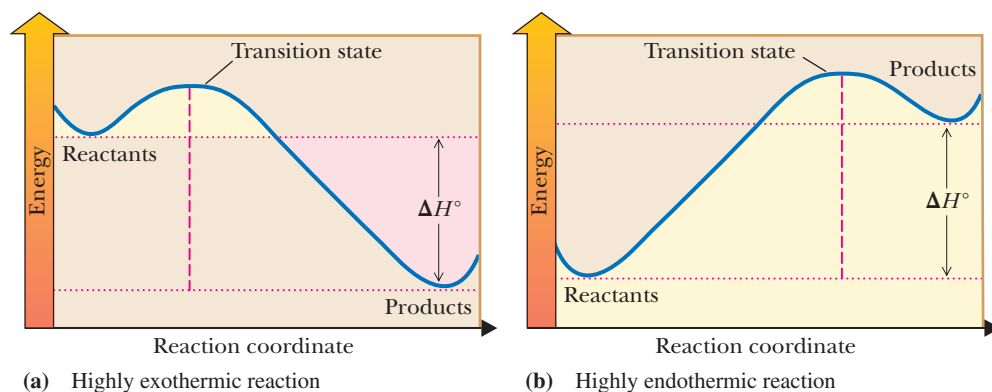 Energy
Transition state
Reactants
ΔH°
Products
Reaction coordinate
(a) Highly exothermic reaction
Energy
Transition state
Products
ΔH°
Reactants
Reaction coordinate
(b) Highly endothermic reaction